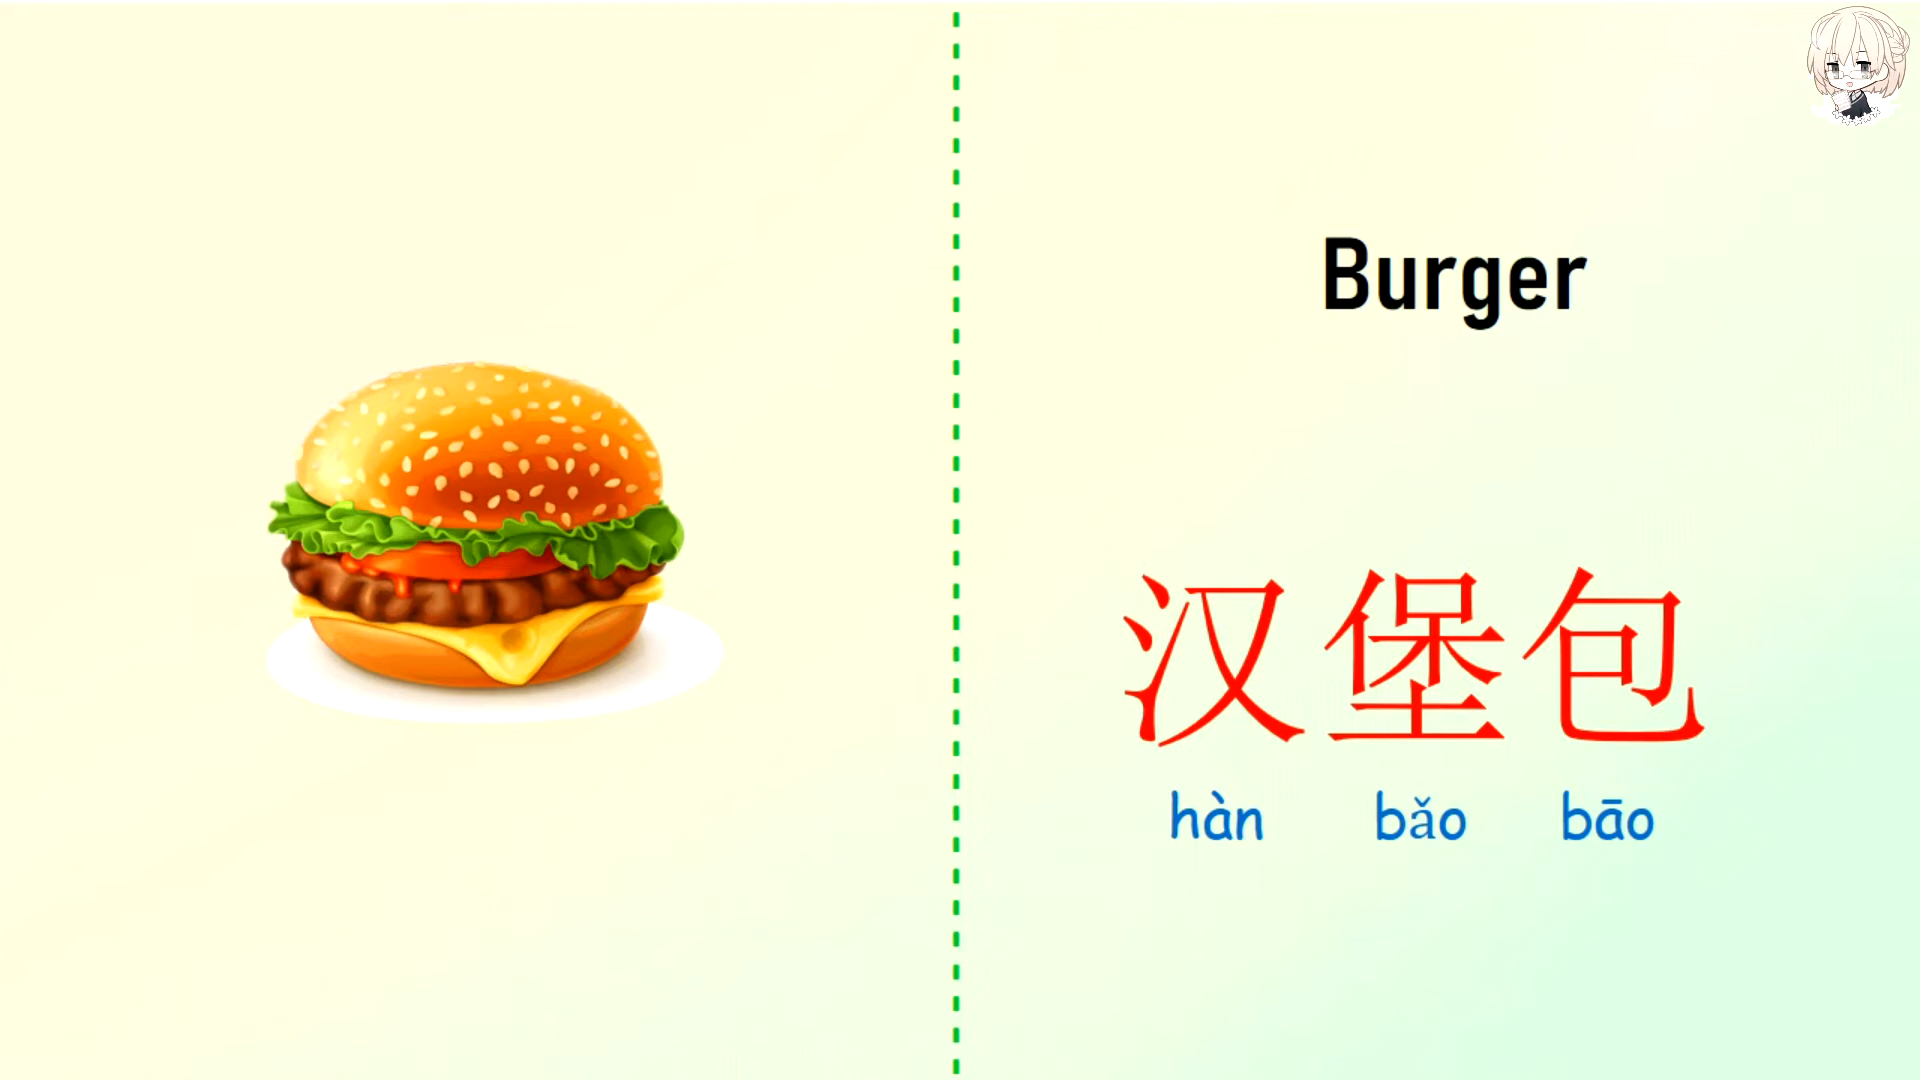 Burger
汉堡包
hàn bǎo bāo